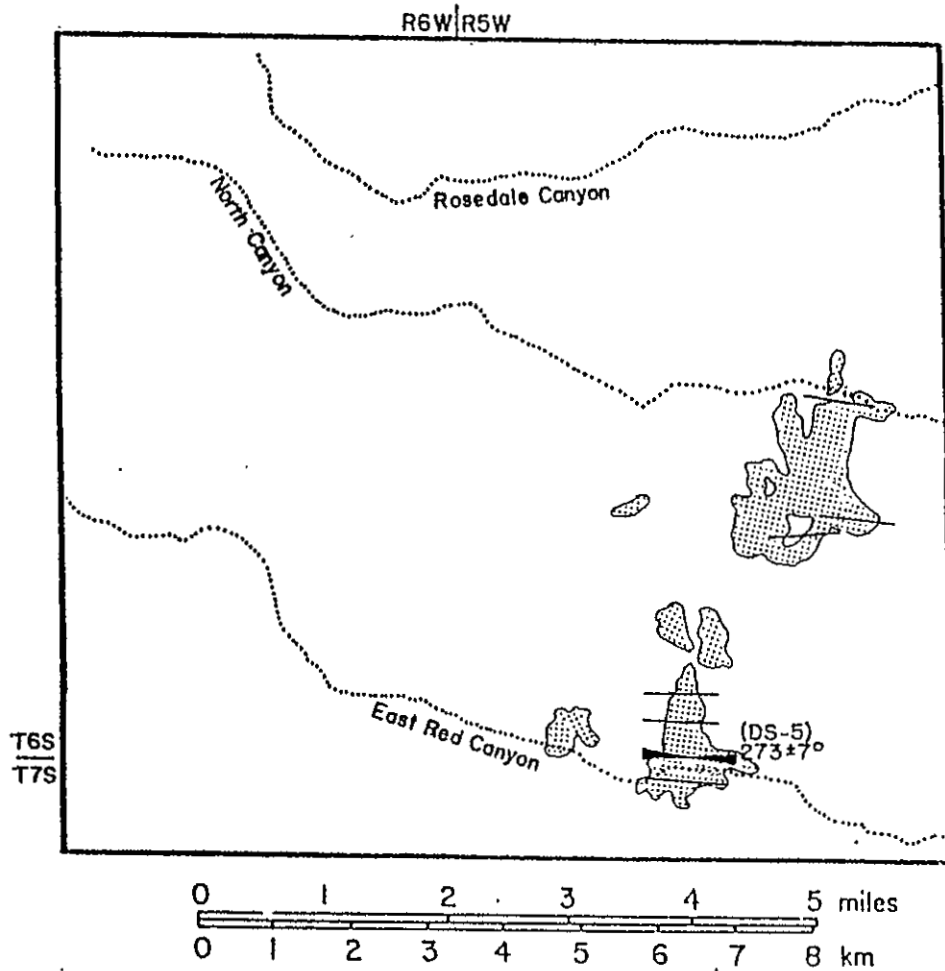 R6W|R5W
Rosedale Canyon
North Canyon
East Red Canyon
(DS-5)
273±7°
T6S
T7S
0 1 2 3 4 5 miles
0 1 2 3 4 5 6 7 8 km